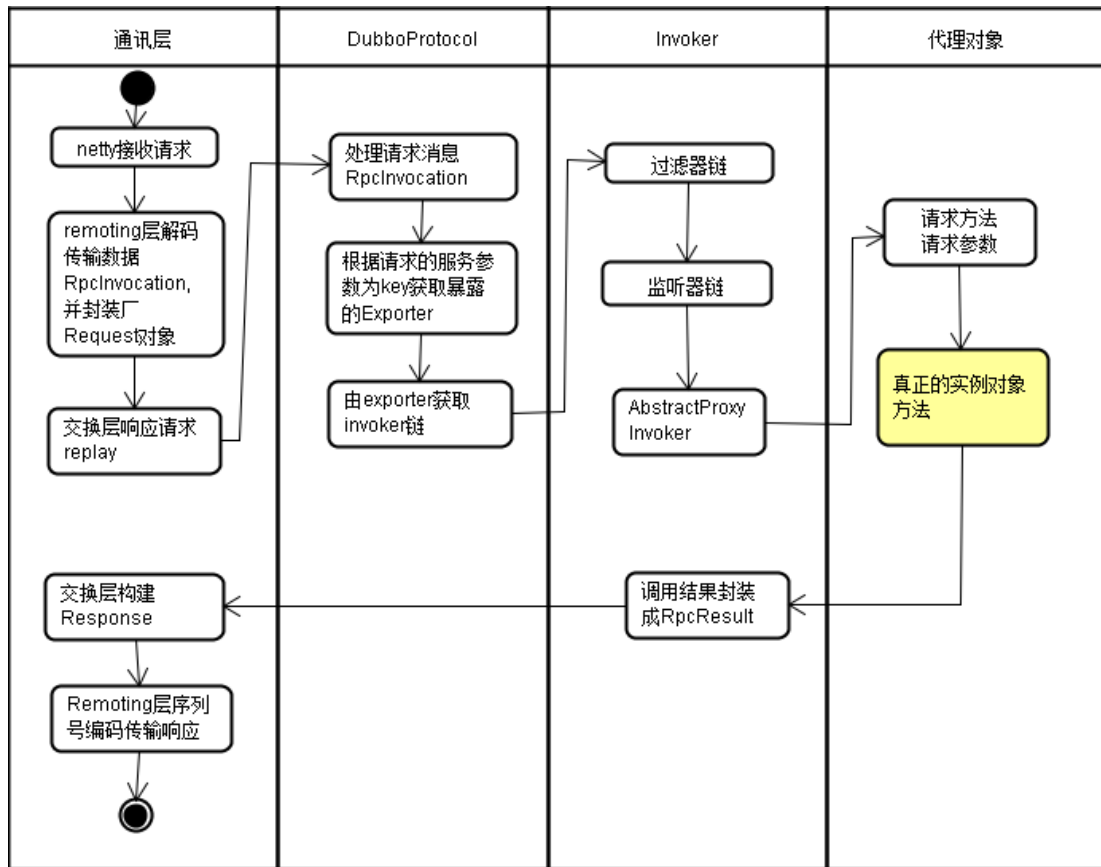 通讯层
DubboProtocol
Invoker
代理对象
netty接收请求
remoting层解码
传输数据
RpcInvocation,
并封装厂
Request对象
交换层响应请求
replay
处理请求消息
RpcInvocation
根据请求的服务参
数为key获取暴露
的Exporter
由exporter获取
invoker链
过滤器链
监听器链
AbstractProxy
Invoker
请求方法
请求参数
真正的实例对象
方法
调用结果封装
成RpcResult
交换层构建
Response
Remoting层序列
号编码传输响应